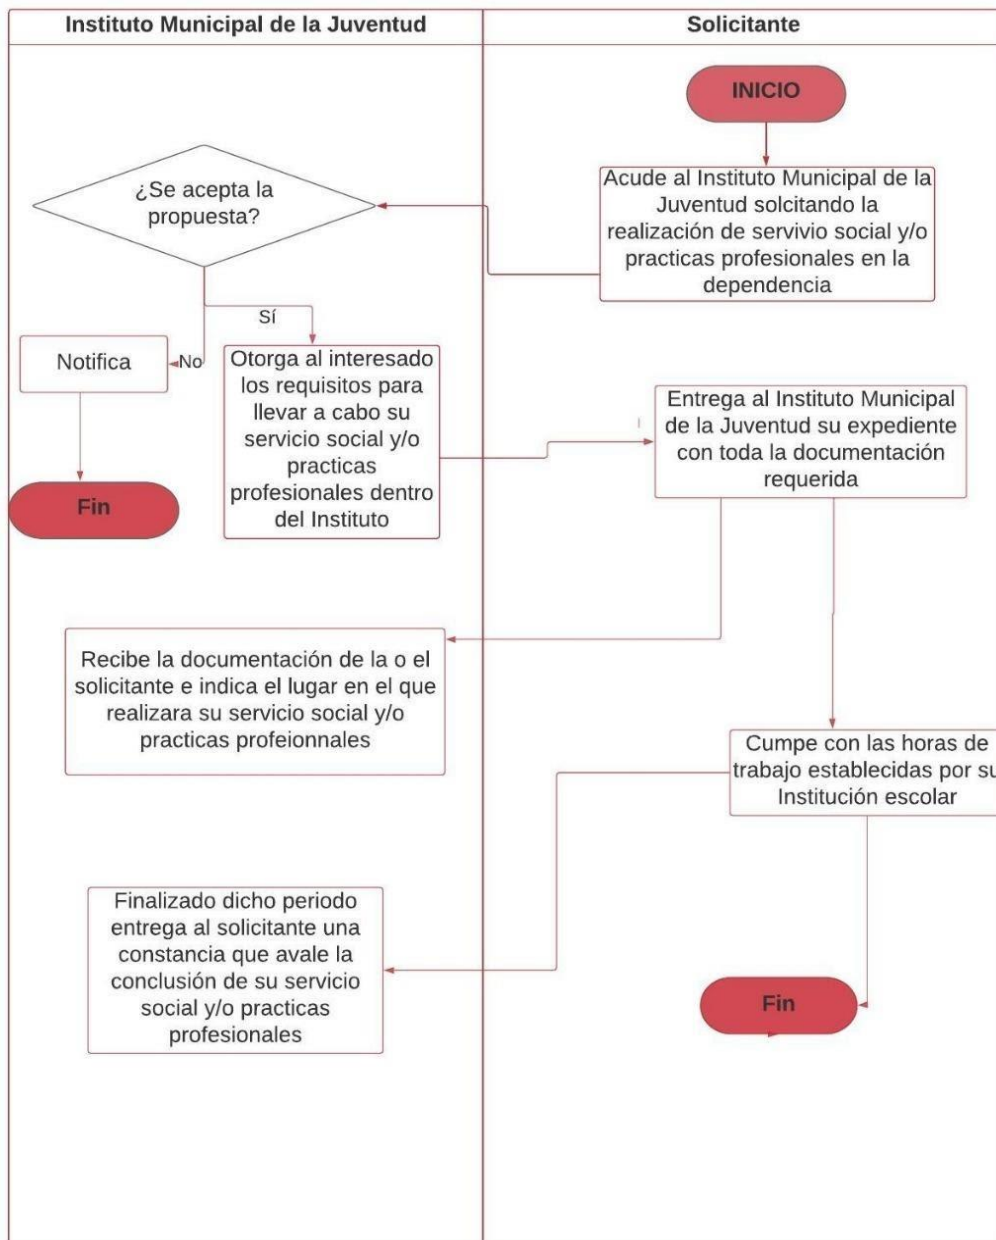 Instituto Municipal de la Juventud
Solicitante
INICIO
Acude al Instituto Municipal de la
Juventud solcitando la
realización de servivio social y/o
practicas profesionales en la
dependencia
¿Se acepta la
propuesta?
Sí
No
Notifica
Fin
Otorga al interesado
los requisitos para
llevar a cabo su
servicio social y/o
practicas
profesionales dentro
del Instituto
Entrega al Instituto Municipal
de la Juventud su expediente
con toda la documentación
requerida
Recibe la documentación de la o el
solicitante e indica el lugar en el que
realizara su servicio social y/o
practicas profeionnales
Cumpe con las horas de
trabajo establecidas por su
Institución escolar
Finalizado dicho periodo
entrega al solicitante una
constancia que avale la
conclusión de su servicio
social y/o practicas
profesionales
Fin